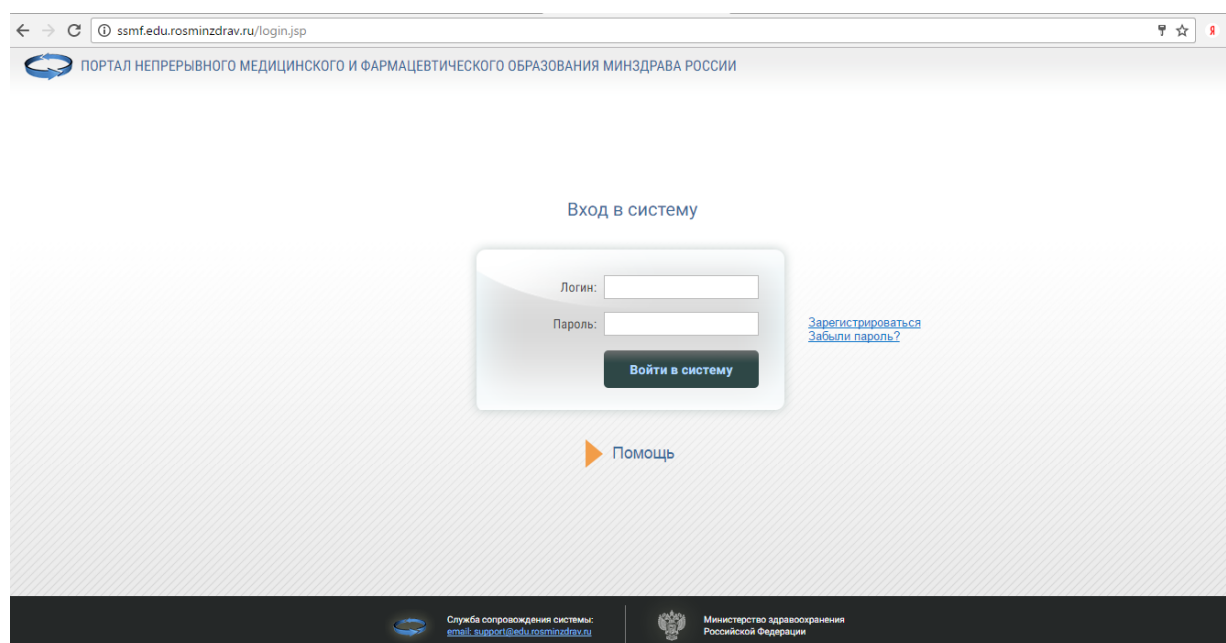 ssmf.edu.rosminzdrav.ru/login.jsp
Я
ПОРТАЛ НЕПРЕРЫВНОГО МЕДИЦИНСКОГО И ФАРМАЦЕВТИЧЕСКОГО ОБРАЗОВАНИЯ МИНЗДРАВА РОССИИ
Вход в систему
Логин:
Пароль:
Зарегистрироваться
Забыли пароль?
Войти в систему
Помощь
Служба сопровождения системы:
email: support@edu.rosminzdrav.ru
Министерство здравоохранения
Российской Федерации